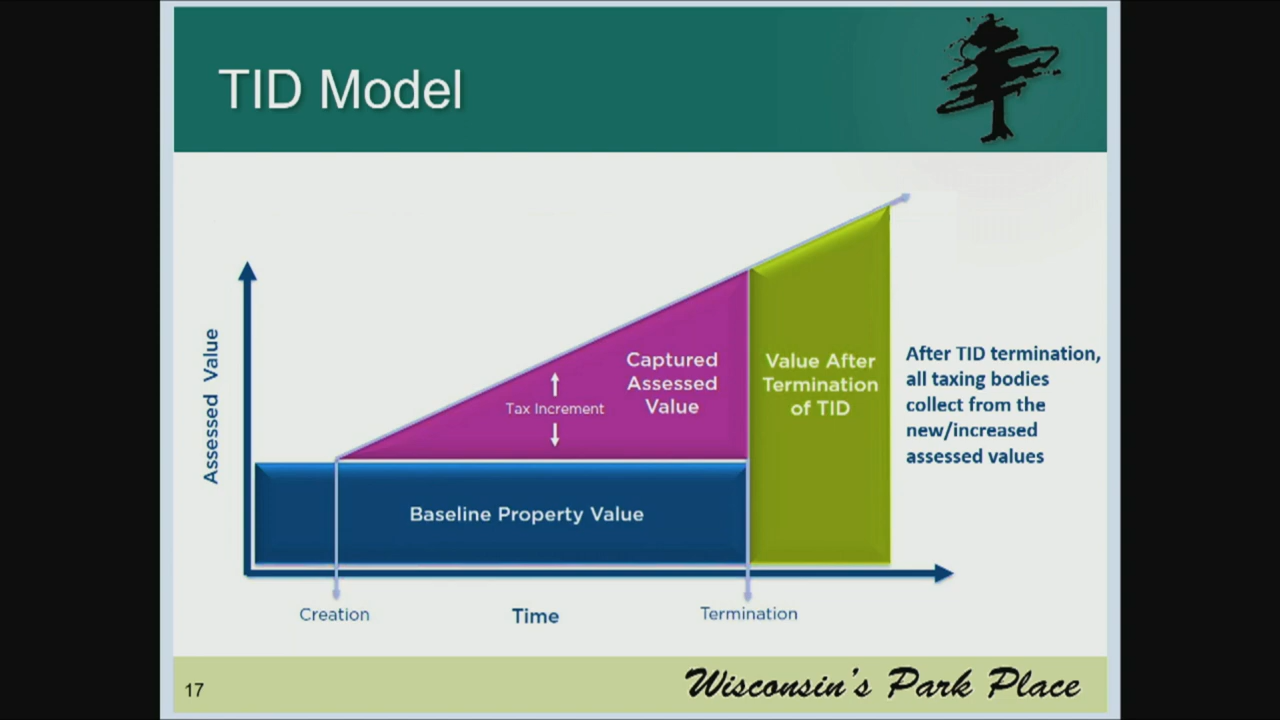 TID Model
Assessed Value
Captured
Assessed
Value
Tax Increment
Value After
Termination
of TID
After TID termination,
all taxing bodies
collect from the
new/increased
assessed values
Baseline Property Value
Creation
Time
Termination
17
Wisconsin's Park Place